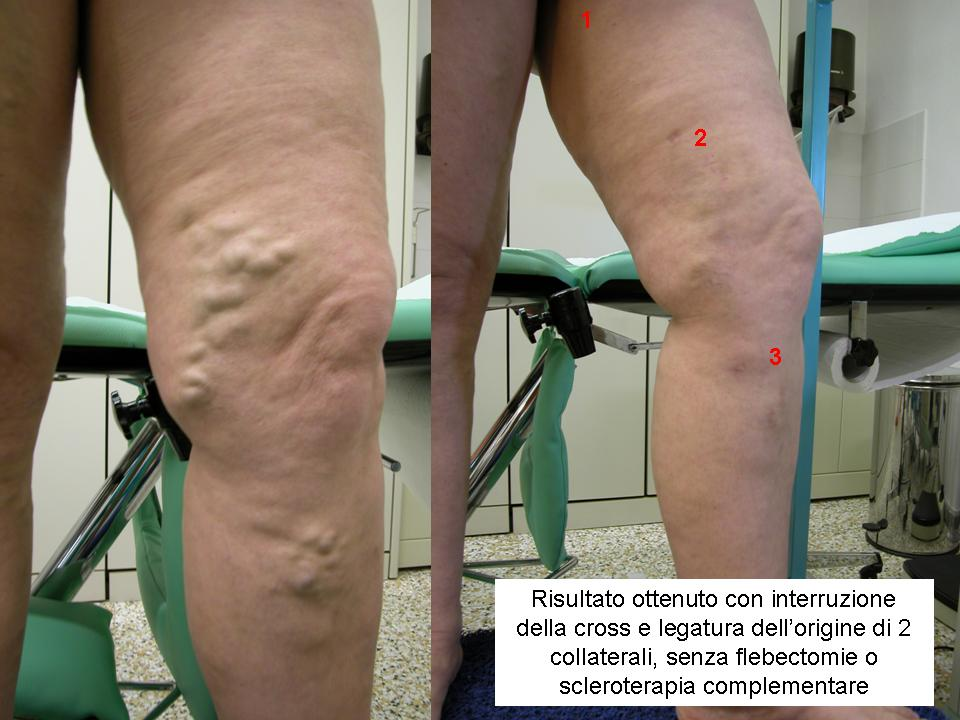 1
2
3
Risultato ottenuto con interruzione
della cross e legatura dell'origine di 2
collaterali, senza flebectomie o
scleroterapia complementare